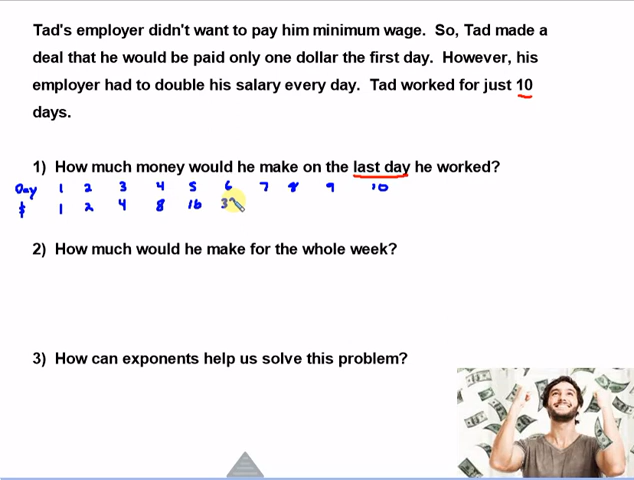 Tad's employer didn't want to pay him minimum wage.  So, Tad made a
deal that he would be paid only one dollar the first day.  However, his
employer had to double his salary every day.  Tad worked for just 10
days.
1)  How much money would he make on the last day he worked?
Day 1 2 3 4 5 6 7 8 9 10
$ 1 2 4 8 16 3
2)  How much would he make for the whole week?
3)  How can exponents help us solve this problem?